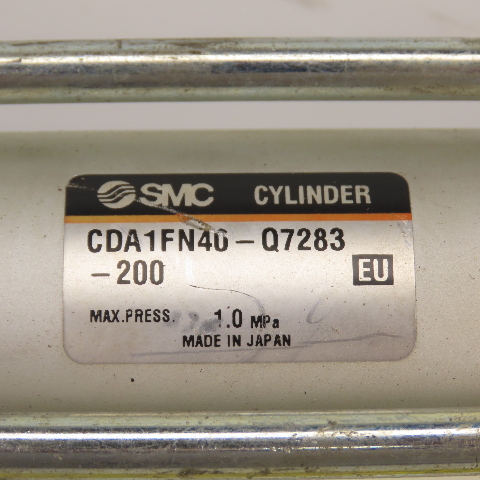 SMC CYLINDER
CDA1FN40-Q7283
-200 EU
MAX.PRESS. 1.0 MPa
MADE IN JAPAN